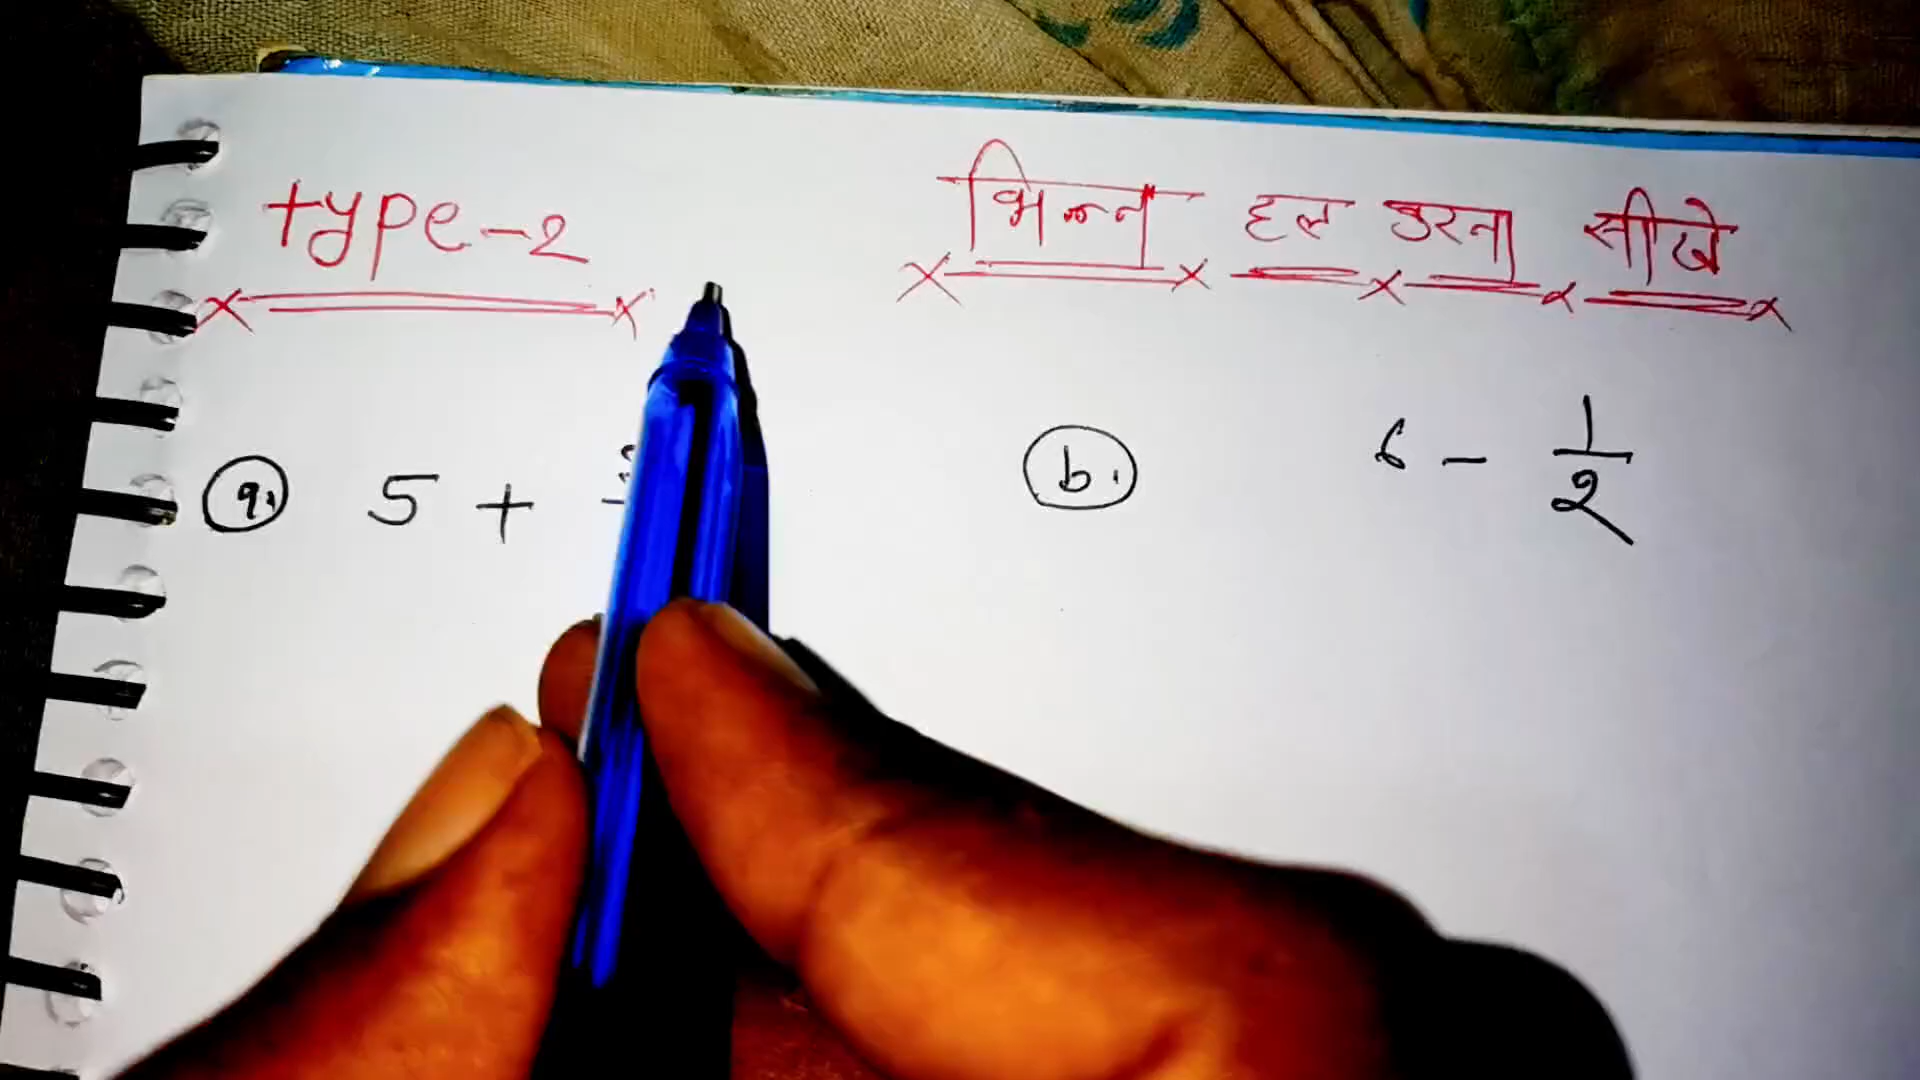 type-2
भिन्न हल करना सीखे
a. 5 +
b. 6 - 1/2